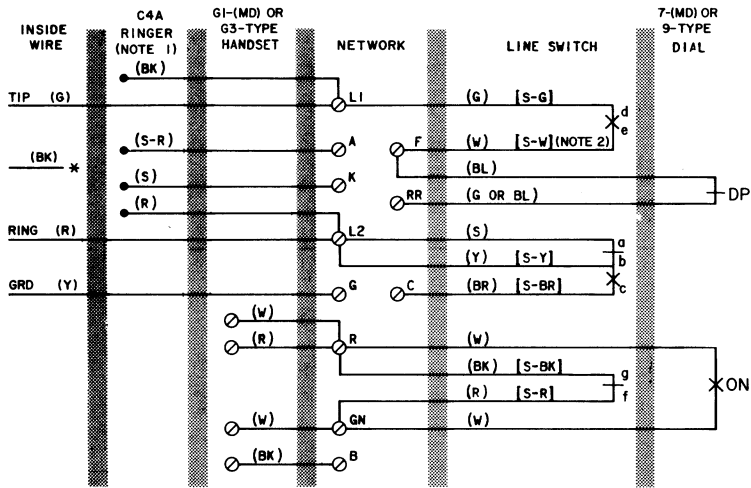 INSIDE WIRE
C4A RINGER (NOTE 1)
G1-(MD) OR G3-TYPE HANDSET
NETWORK
LINE SWITCH
7-(MD) OR 9-TYPE DIAL
(BK)
TIP (G) L1 (G) [S-G] d
e
(S-R) A F (W) [S-W] (NOTE 2)
(BK) * (BL)
(S) K DP
RR (G OR BL)
(R)
RING (R) L2 (S) a
(Y) [S-Y] b
GRD (Y) G C (BR) [S-BR] c
(W)
(R) R (W)
(BK) [S-BK] g
ON
(R) [S-R] f
(W) GN (W)
(BK) B